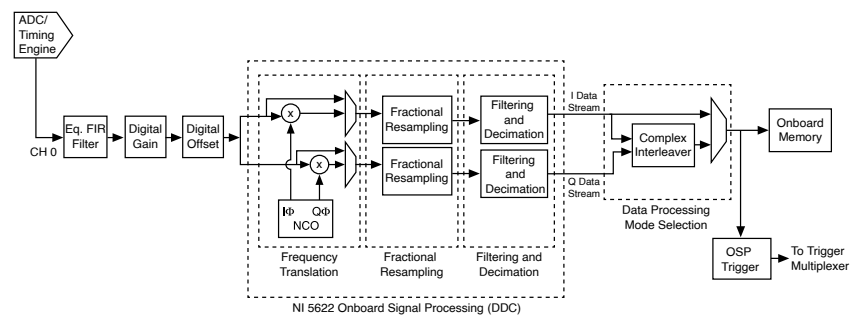 ADC/
Timing
Engine
CH 0
Eq. FIR
Filter
Digital
Gain
Digital
Offset
x
x
IΦ QΦ
NCO
Frequency
Translation
Fractional
Resampling
Fractional
Resampling
Fractional
Resampling
Filtering
and
Decimation
Filtering
and
Decimation
Filtering and
Decimation
NI 5622 Onboard Signal Processing (DDC)
I Data
Stream
Q Data
Stream
Complex
Interleaver
Data Processing
Mode Selection
Onboard
Memory
OSP
Trigger
To Trigger
Multiplexer